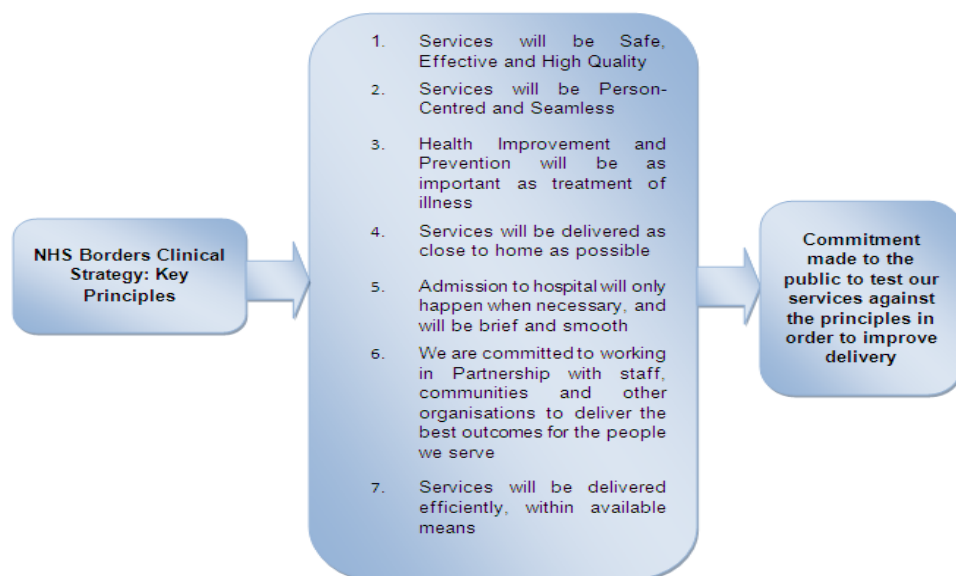 NHS Borders Clinical
Strategy: Key
Principles
1. Services will be Safe,
Effective and High Quality
2. Services will be Person-
Centred and Seamless
3. Health Improvement and
Prevention will be as
important as treatment of
illness
4. Services will be delivered as
close to home as possible
5. Admission to hospital will only
happen when necessary, and
will be brief and smooth
6. We are committed to working
in Partnership with staff,
communities and other
organisations to deliver the
best outcomes for the people
we serve
7. Services will be delivered
efficiently, within available
means
Commitment
made to the
public to test our
services against
the principles in
order to improve
delivery